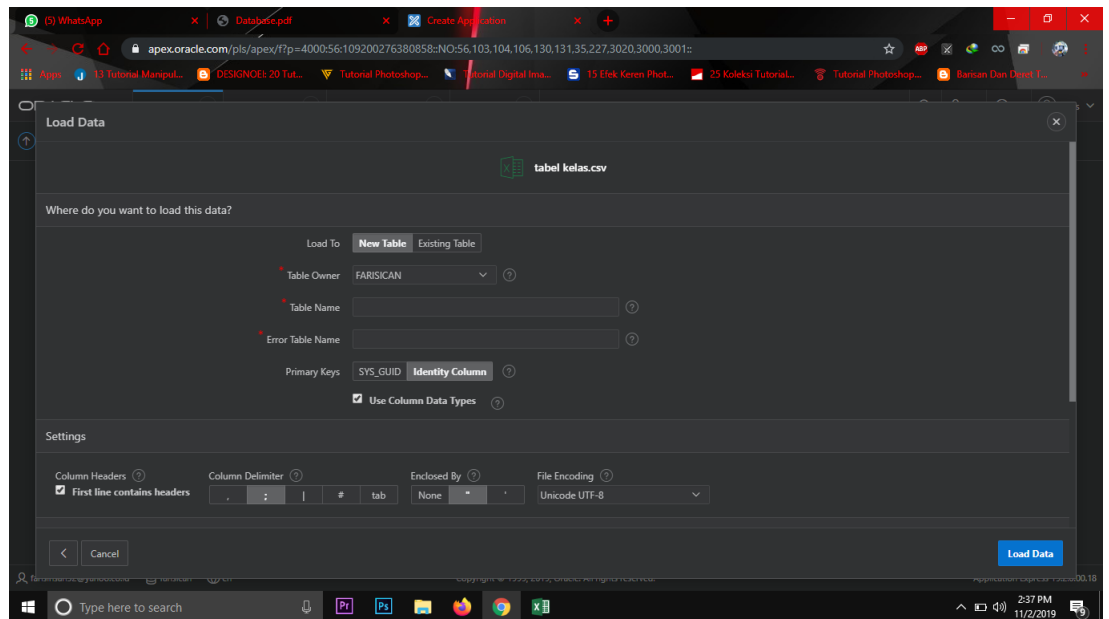 (5) WhatsApp
Database.pdf
Create Application
apex.oracle.com/pls/apex/f?p=4000:56:109200276380858::NO:56,103,104,106,130,131,35,227,3020,3000,3001::
ABP
Apps
13 Tutorial Manipul...
DESIGNOEL: 20 Tut...
Tutorial Photoshop...
Tutorial Digital Ima...
15 Efek Keren Phot...
25 Koleksi Tutorial...
Tutorial Photoshop...
Barisan Dan Deret T...
Load Data
tabel kelas.csv
Where do you want to load this data?
Load To New Table Existing Table
* Table Owner FARISICAN ?
* Table Name ?
* Error Table Name ?
Primary Keys SYS_GUID Identity Column ?
Use Column Data Types ?
Settings
Column Headers ? Column Delimiter ? Enclosed By ? File Encoding ?
First line contains headers , ; | # tab None " ' Unicode UTF-8
< Cancel Load Data
Type here to search
Pr
Ps
2:37 PM
11/2/2019